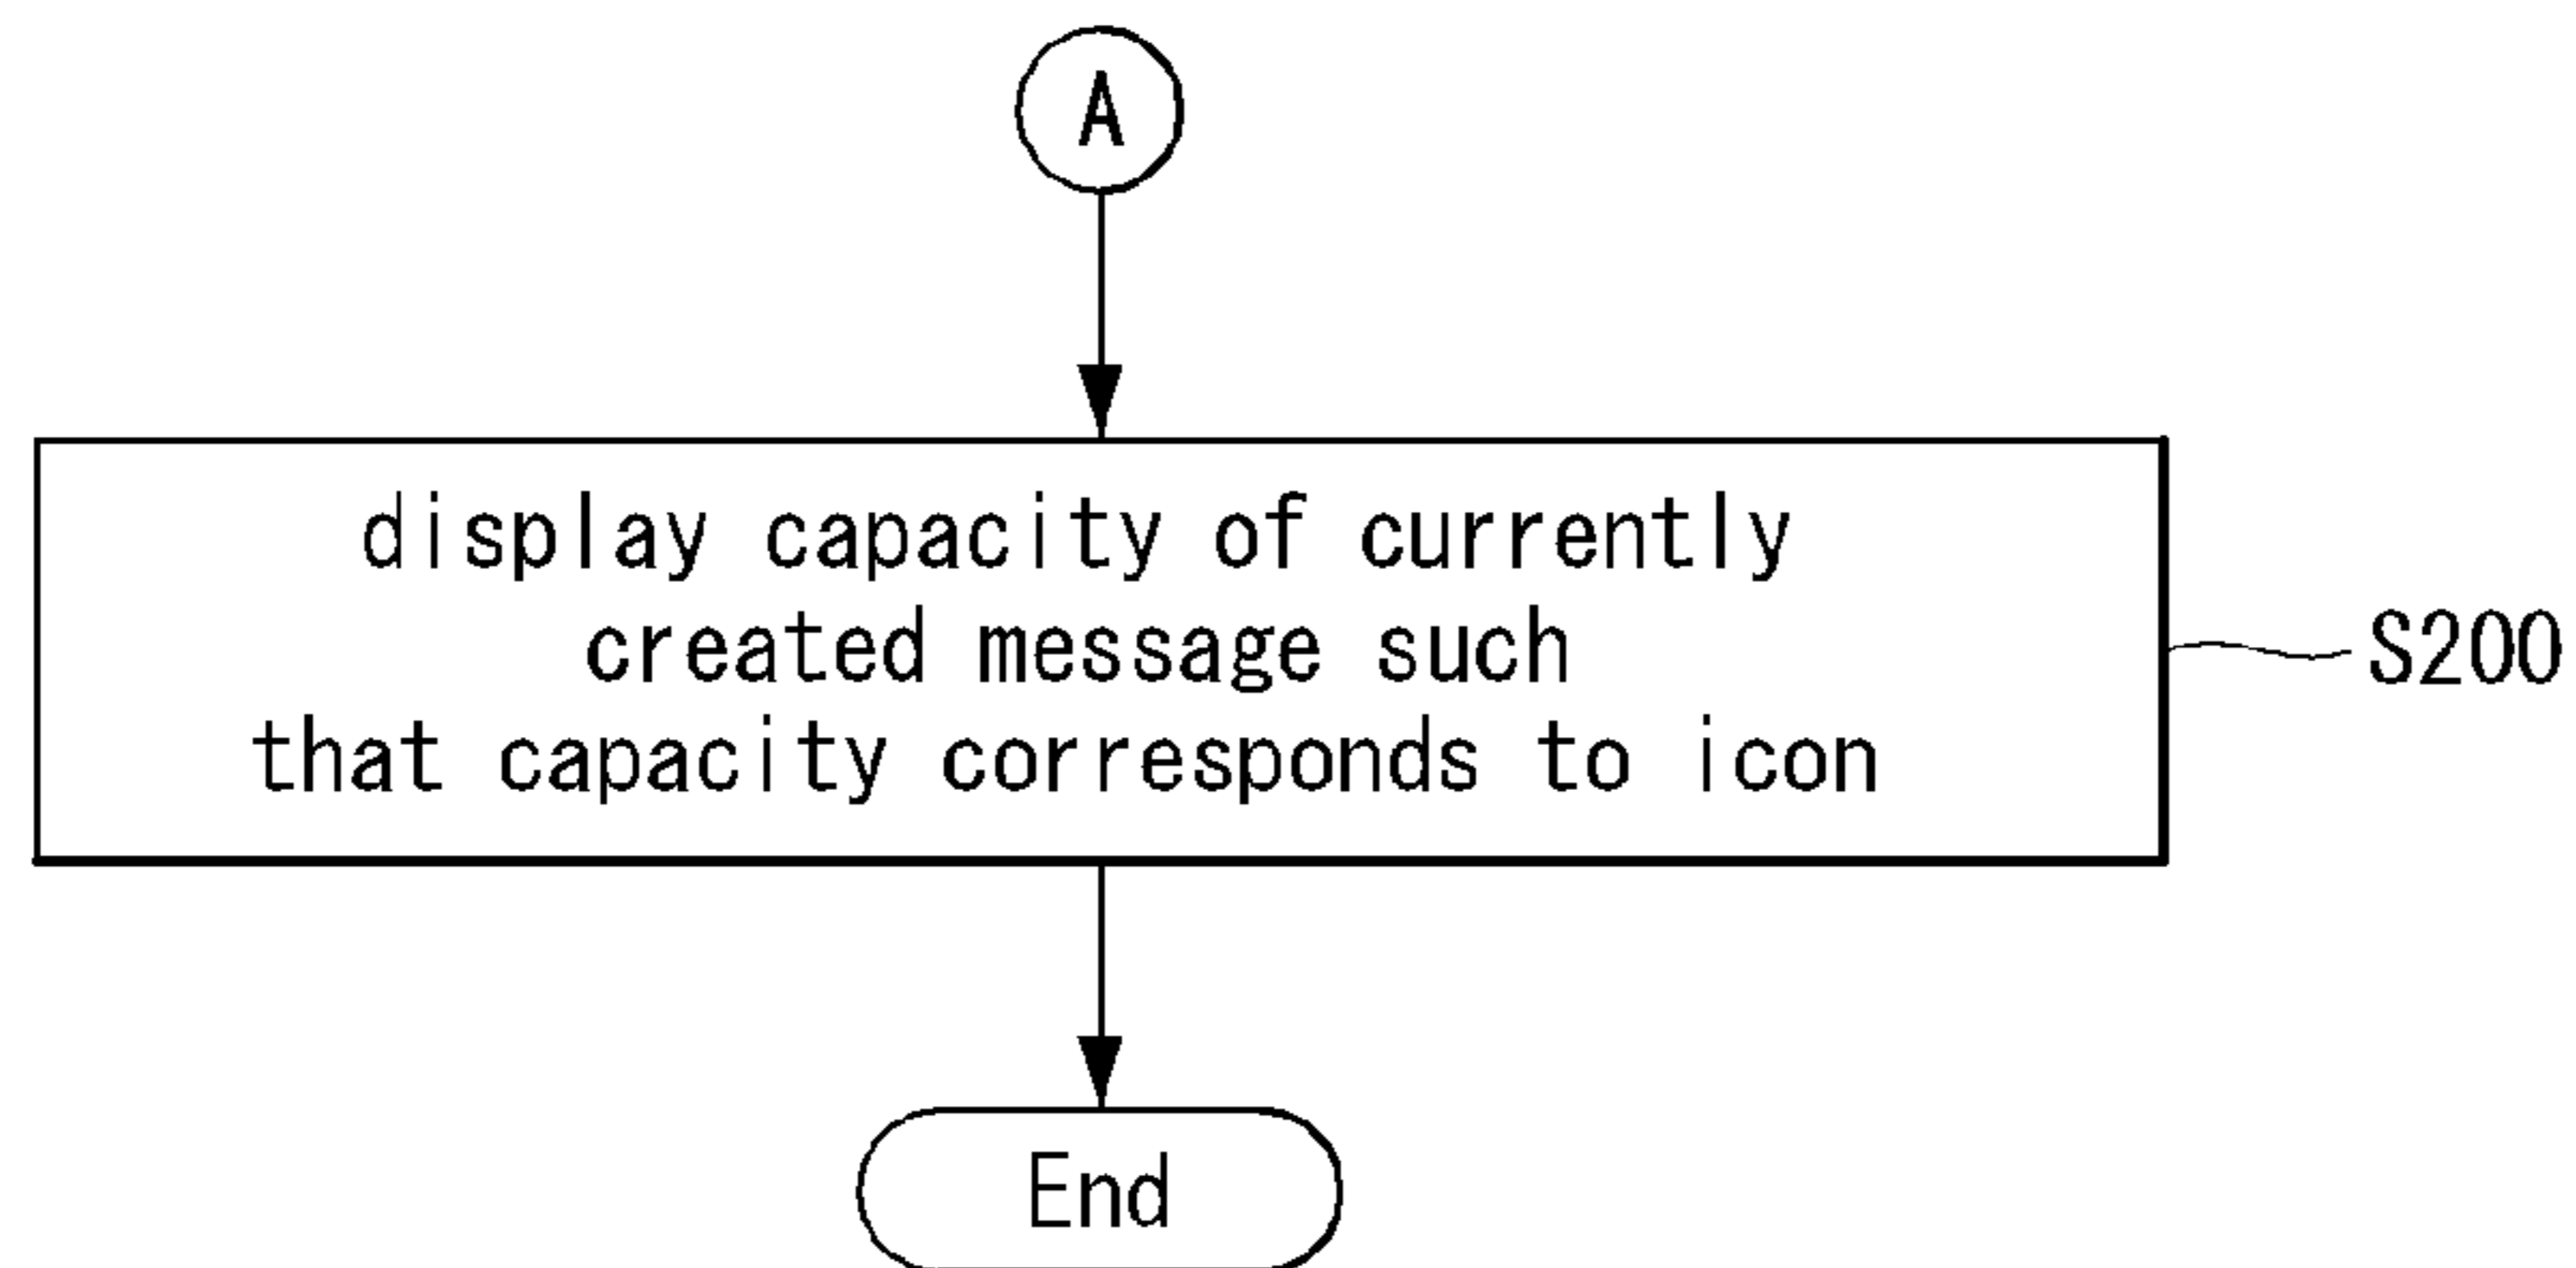 A
display capacity of currently
created message such
that capacity corresponds to icon
S200
End